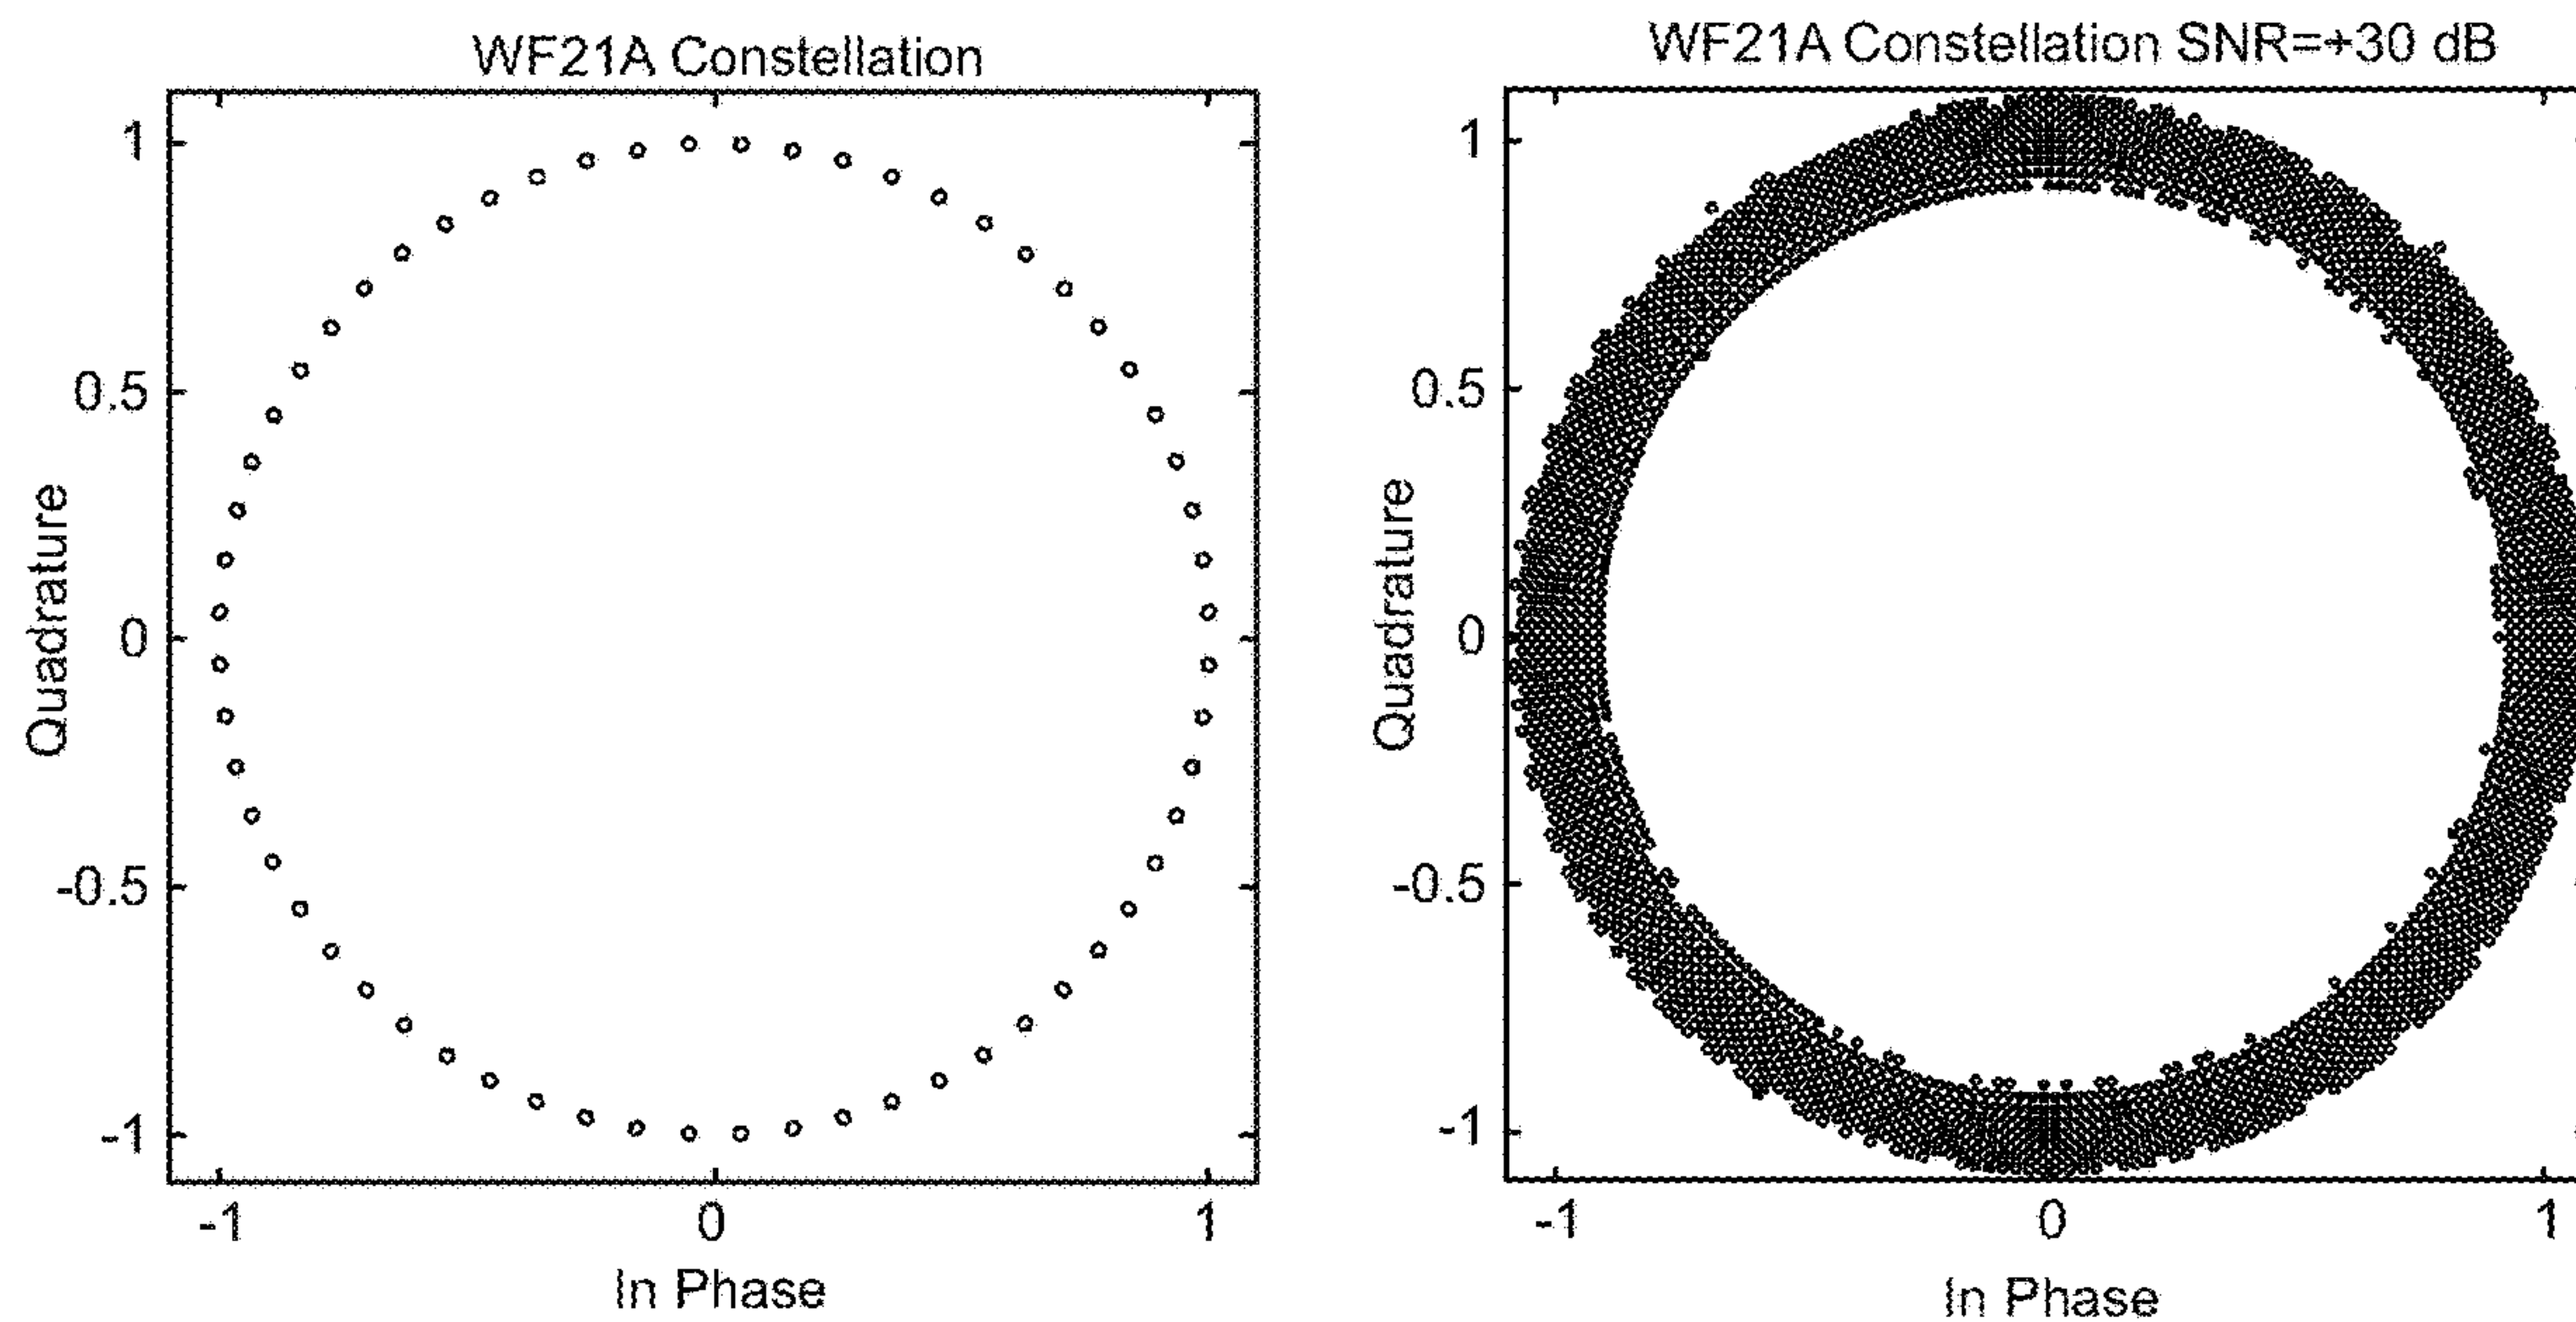 WF21A Constellation
1
0.5
0
-0.5
-1
Quadrature
-1 0 1
In Phase
WF21A Constellation SNR=+30 dB
1
0.5
0
-0.5
-1
Quadrature
-1 0 1
In Phase